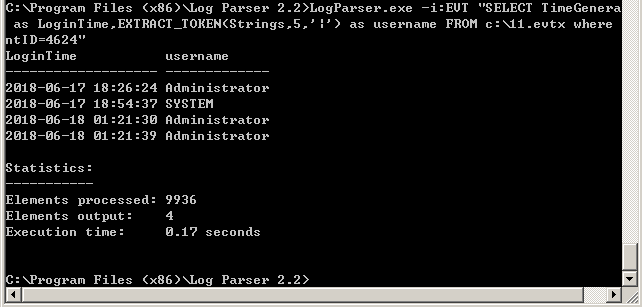 C:\Program Files (x86)\Log Parser 2.2>LogParser.exe -i:EVT "SELECT TimeGenera
 as LoginTime,EXTRACT_TOKEN(Strings,5,'|') as username FROM c:\11.evtx where 
ntID=4624"
LoginTime           username
------------------- -------------
2018-06-17 18:26:24 Administrator
2018-06-17 18:54:37 SYSTEM
2018-06-18 01:21:30 Administrator
2018-06-18 01:21:39 Administrator
Statistics:
-----------
Elements processed: 9936
Elements output:    4
Execution time:     0.17 seconds
C:\Program Files (x86)\Log Parser 2.2>